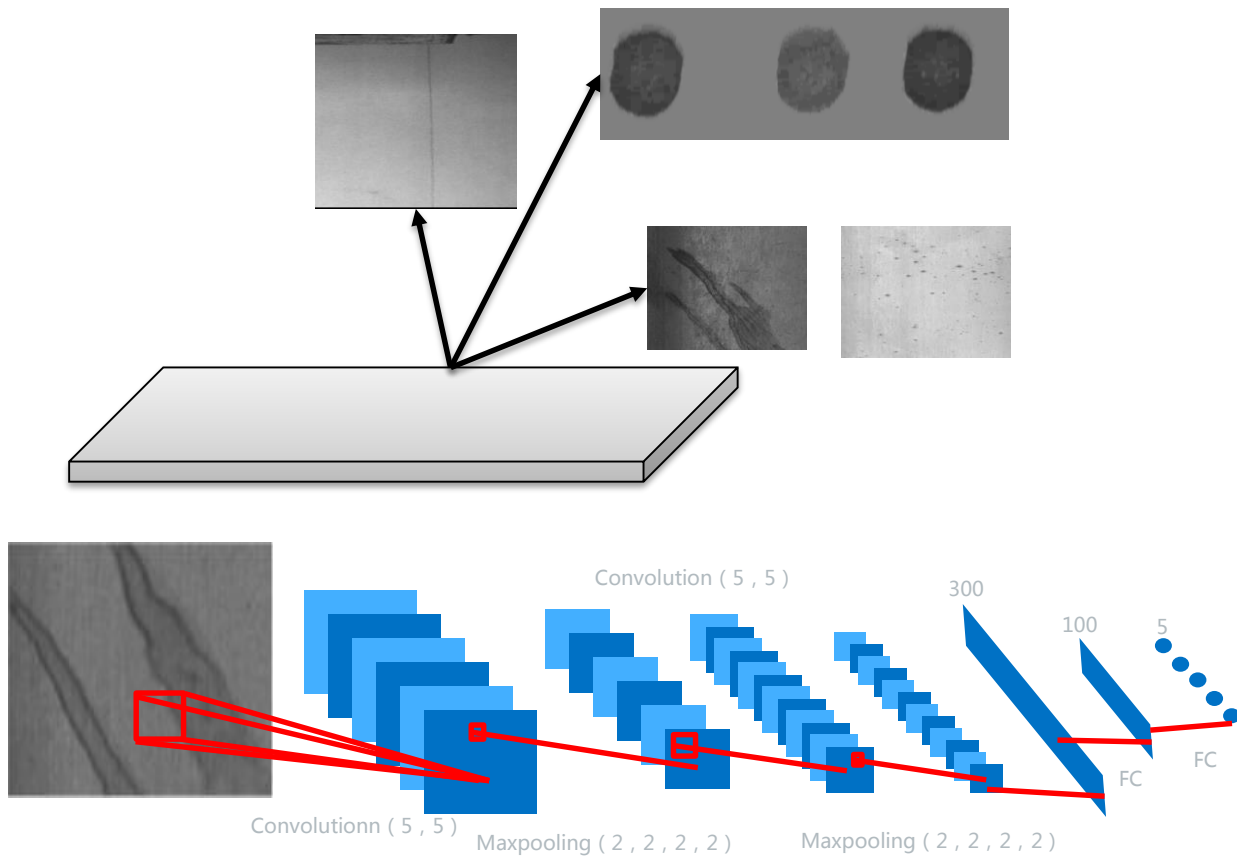 Convolution ( 5 , 5 )
300
100
5
FC
FC
Convolutionn ( 5 , 5 )
Maxpooling ( 2 , 2 , 2 , 2 )
Maxpooling ( 2 , 2 , 2 , 2 )